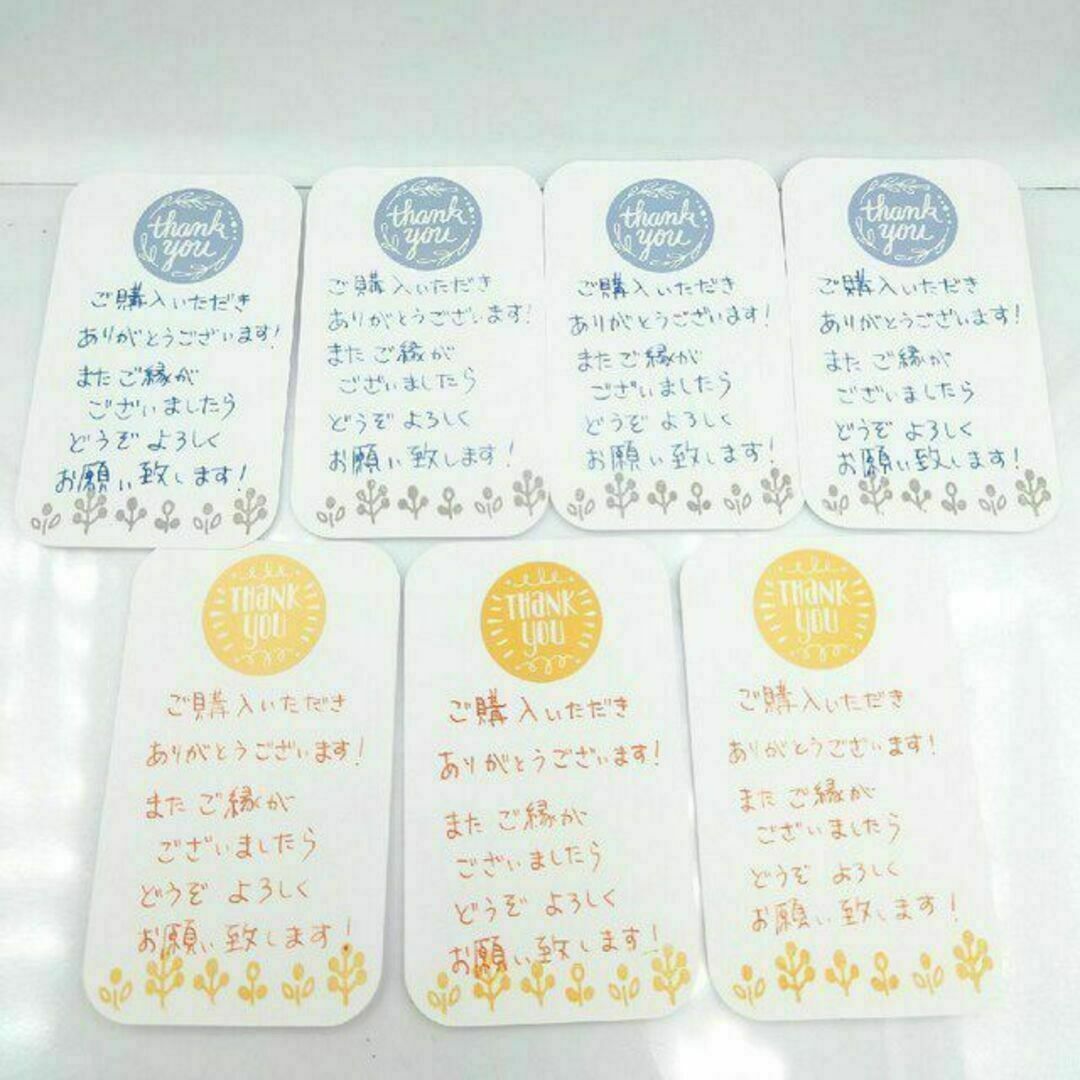 thank
you
ご購入いただき
ありがとうございます!
またご縁が
ございましたら
どうぞ よろしく
お願い致します!
thank
you
ご購入いただき
ありがとうございます!
またご縁が
ございましたら
どうぞ よろしく
お願い致します!
thank
you
ご購入いただき
ありがとうございます!
またご縁が
ございましたら
どうぞ よろしく
お願い致します!
thank
you
ご購入いただき
ありがとうございます!
またご縁が
ございましたら
どうぞ よろしく
お願い致します!
THANK
YOU
ご購入いただき
ありがとうございます!
またご縁が
ございましたら
どうぞ よろしく
お願い致します!
THANK
YOU
ご購入いただき
ありがとうございます!
またご縁が
ございましたら
どうぞ よろしく
お願い致します!
THANK
YOU
ご購入いただき
ありがとうございます!
またご縁が
ございましたら
どうぞ よろしく
お願い致します!